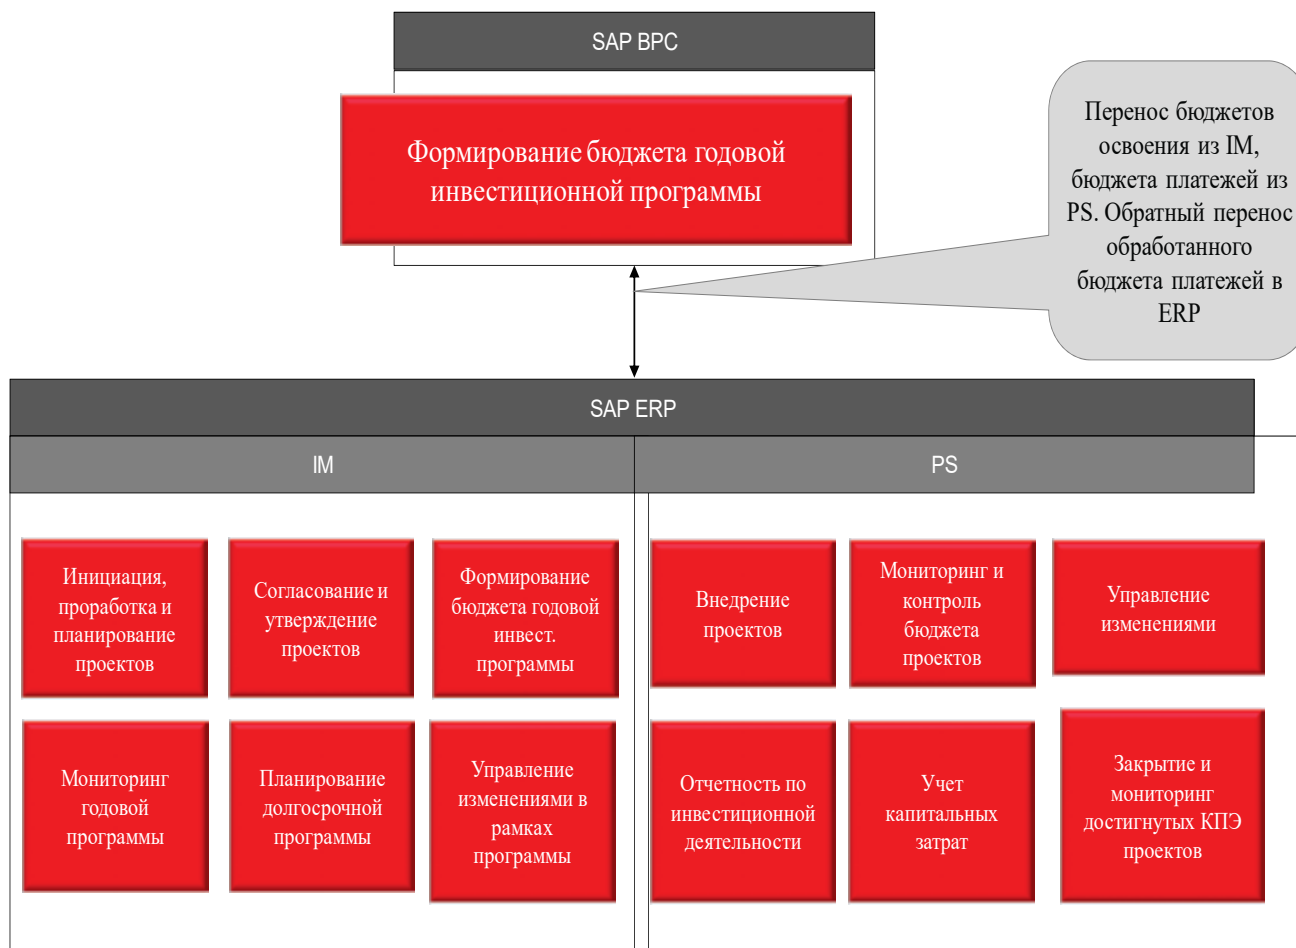 SAP BPC
Формирование бюджета годовой
инвестиционной программы
Перенос бюджетов
освоения из IM,
бюджета платежей из
PS. Обратный перенос
обработанного
бюджета платежей в
ERP
SAP ERP
IM
PS
Инициация,
проработка и
планирование
проектов
Согласование и
утверждение
проектов
Формирование
бюджета годовой
инвест.
программы
Внедрение
проектов
Мониторинг и
контроль
бюджета
проектов
Управление
изменениями
Мониторинг
годовой
программы
Планирование
долгосрочной
программы
Управление
изменениями в
рамках
программы
Отчетность по
инвестиционной
деятельности
Учет
капитальных
затрат
Закрытие и
мониторинг
достигнутых КПЭ
проектов